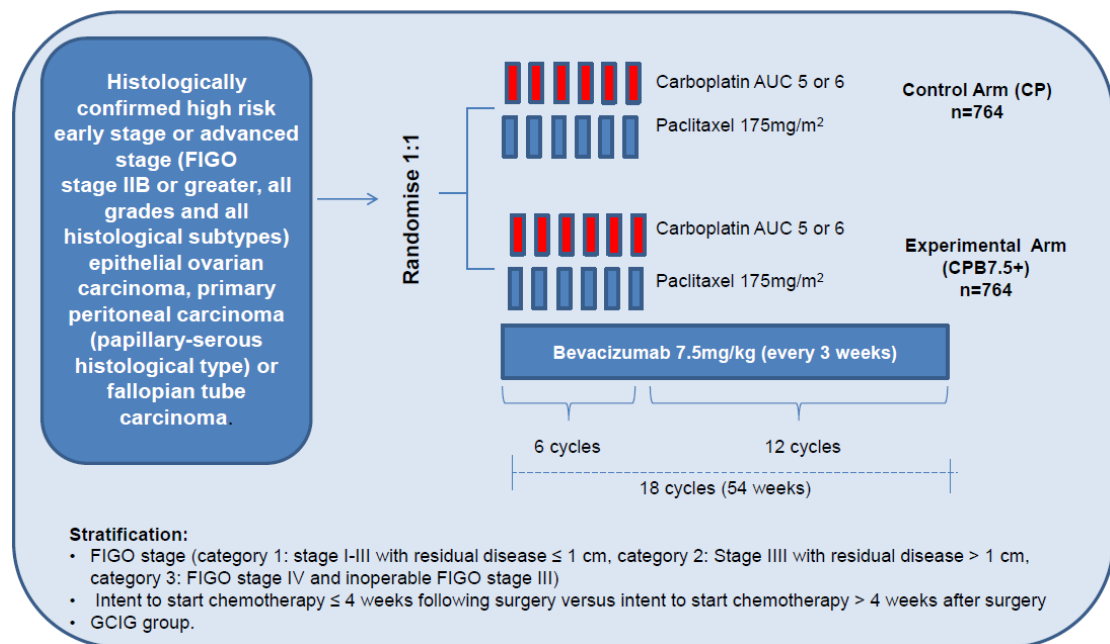 Histologically
confirmed high risk
early stage or advanced
stage (FIGO
stage IIB or greater, all
grades and all
histological subtypes)
epithelial ovarian
carcinoma, primary
peritoneal carcinoma
(papillary-serous
histological type) or
fallopian tube
carcinoma.
Randomise 1:1
Carboplatin AUC 5 or 6
Paclitaxel 175mg/m²
Control Arm (CP)
n=764
Carboplatin AUC 5 or 6
Paclitaxel 175mg/m²
Experimental Arm
(CPB7.5+)
n=764
Bevacizumab 7.5mg/kg (every 3 weeks)
6 cycles
12 cycles
18 cycles (54 weeks)
Stratification:
• FIGO stage (category 1: stage I-III with residual disease ≤ 1 cm, category 2: Stage IIII with residual disease > 1 cm,
category 3: FIGO stage IV and inoperable FIGO stage III)
• Intent to start chemotherapy ≤ 4 weeks following surgery versus intent to start chemotherapy > 4 weeks after surgery
• GCIG group.